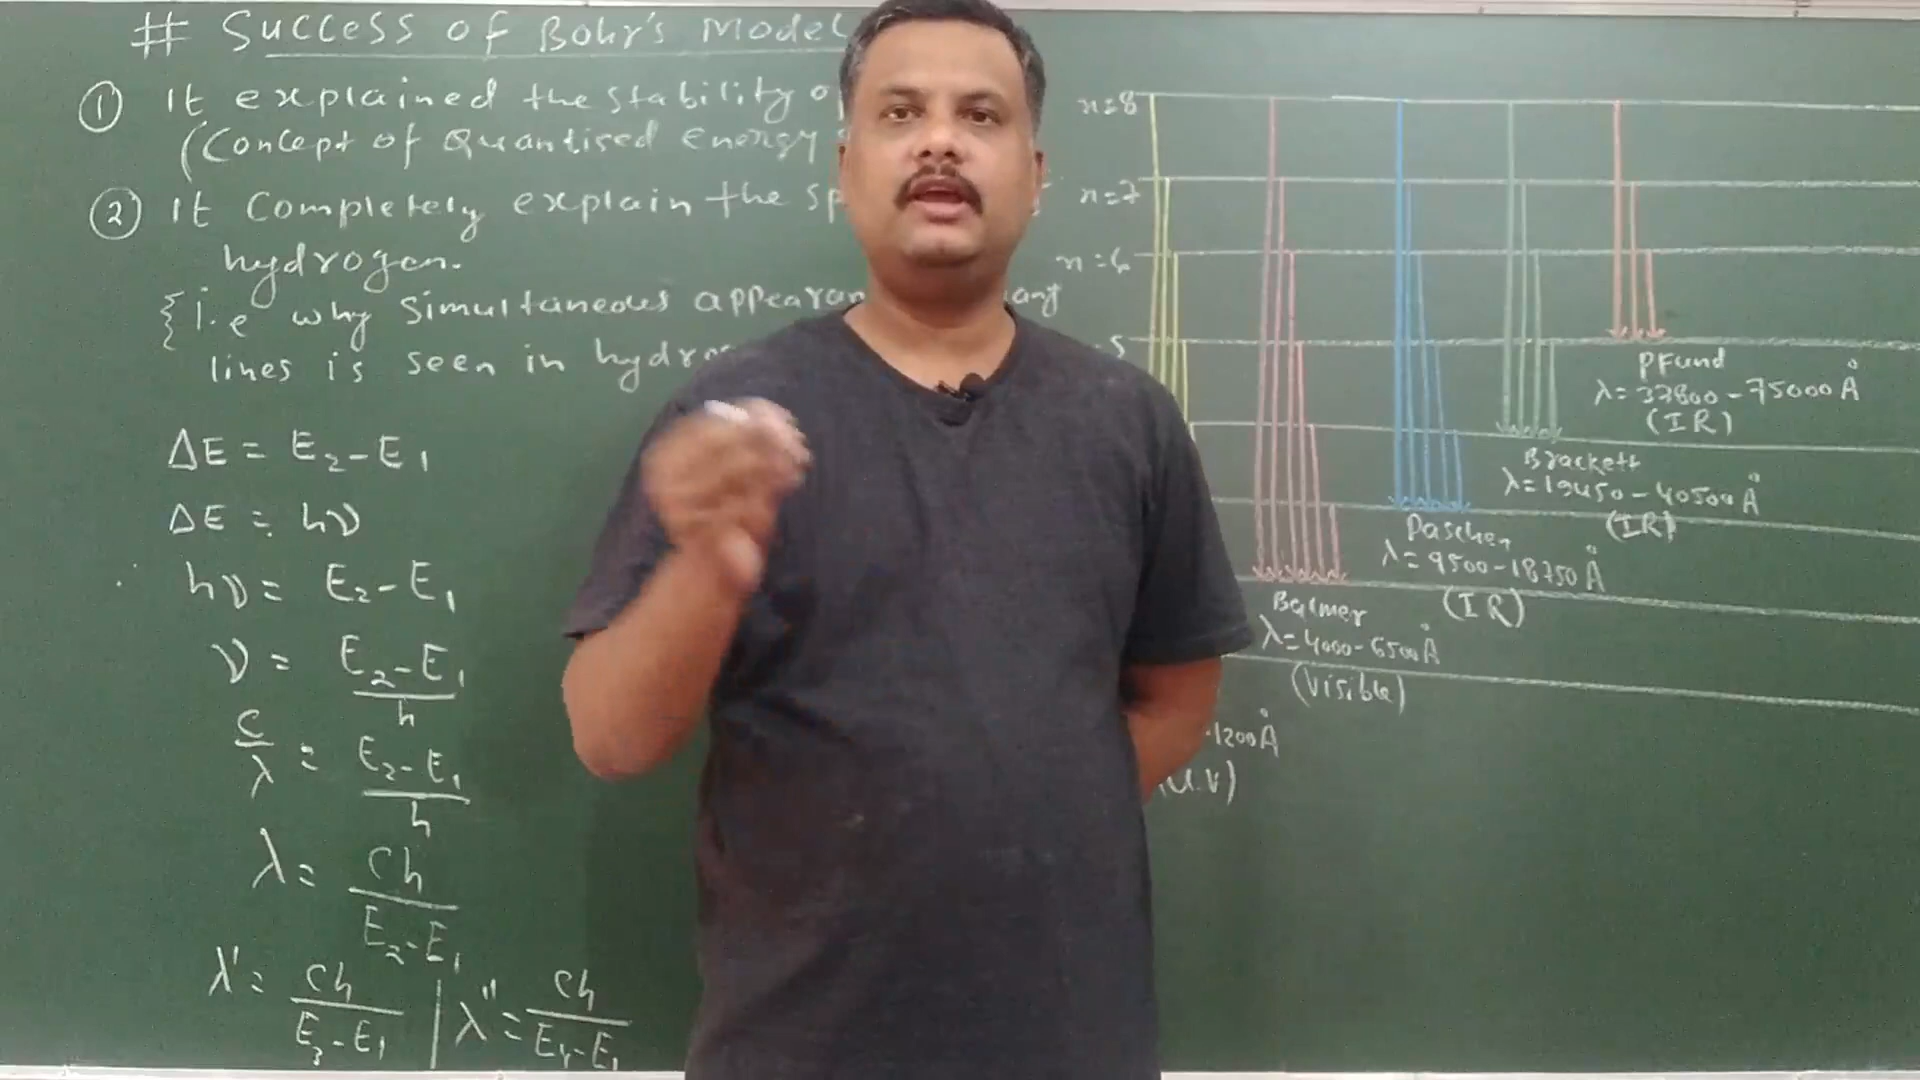 # Success of Bohr's Model
① It explained the stability
(Concept of Quantised energy
② It Completely explain the
hydrogen.
{i.e why Simultaneous
lines is seen in
ΔE = E₂-E₁
ΔE = hν
∴ hν = E₂-E₁
ν = E₂-E₁
h
c = E₂-E₁
λ h
λ = ch
E₂-E₁
λ' = ch | λ" = ch
E₃-E₁ E₄-E₁
n=8
n=7
n=6
5
Pfund
λ=37800-75000 Å
(IR)
Brackett
λ=19450-40500 Å
(IR)
Paschen
λ=9500-18750 Å
(IR)
Balmer
λ=4000-6500 Å
(Visible)
-1200 Å
(U.V)